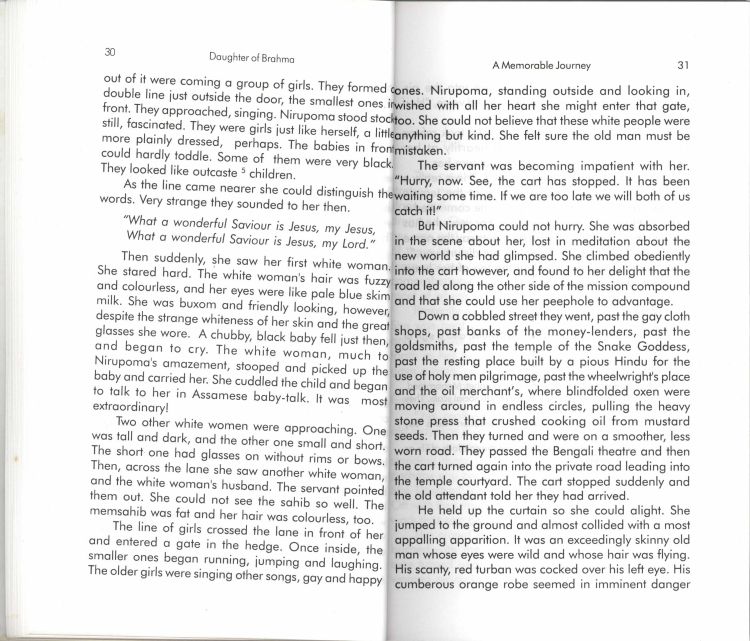 30
Daughter of Brahma
out of it were coming a group of girls. They formed
double line just outside the door, the smallest ones in
front. They approached, singing. Nirupoma stood stock
still, fascinated. They were girls just like herself, a little
more plainly dressed, perhaps. The babies in front
could hardly toddle. Some of them were very black.
They looked like outcaste 5 children.
As the line came nearer she could distinguish the
words. Very strange they sounded to her then.
"What a wonderful Saviour is Jesus, my Jesus,
What a wonderful Saviour is Jesus, my Lord."
Then suddenly, she saw her first white woman.
She stared hard. The white woman's hair was fuzzy
and colourless, and her eyes were like pale blue skim
milk. She was buxom and friendly looking, however,
despite the strange whiteness of her skin and the great
glasses she wore. A chubby, black baby fell just then,
and began to cry. The white woman, much to
Nirupoma's amazement, stooped and picked up the
baby and carried her. She cuddled the child and began
to talk to her in Assamese baby-talk. It was most
extraordinary!
Two other white women were approaching. One
was tall and dark, and the other one small and short.
The short one had glasses on without rims or bows.
Then, across the lane she saw another white woman,
and the white woman's husband. The servant pointed
them out. She could not see the sahib so well. The
memsahib was fat and her hair was colourless, too.
The line of girls crossed the lane in front of her
and entered a gate in the hedge. Once inside, the
smaller ones began running, jumping and laughing.
The older girls were singing other songs, gay and happy
A Memorable Journey
31
ones. Nirupoma, standing outside and looking in,
wished with all her heart she might enter that gate,
too. She could not believe that these white people were
anything but kind. She felt sure the old man must be
mistaken.
The servant was becoming impatient with her.
"Hurry, now. See, the cart has stopped. It has been
waiting some time. If we are too late we will both of us
catch it!"
But Nirupoma could not hurry. She was absorbed
in the scene about her, lost in meditation about the
new world she had glimpsed. She climbed obediently
into the cart however, and found to her delight that the
road led along the other side of the mission compound
and that she could use her peephole to advantage.
Down a cobbled street they went, past the gay cloth
shops, past banks of the money-lenders, past the
goldsmiths, past the temple of the Snake Goddess,
past the resting place built by a pious Hindu for the
use of holy men pilgrimage, past the wheelwright's place
and the oil merchant's, where blindfolded oxen were
moving around in endless circles, pulling the heavy
stone press that crushed cooking oil from mustard
seeds. Then they turned and were on a smoother, less
worn road. They passed the Bengali theatre and then
the cart turned again into the private road leading into
the temple courtyard. The cart stopped suddenly and
the old attendant told her they had arrived.
He held up the curtain so she could alight. She
jumped to the ground and almost collided with a most
appalling apparition. It was an exceedingly skinny old
man whose eyes were wild and whose hair was flying.
His scanty, red turban was cocked over his left eye. His
cumberous orange robe seemed in imminent danger